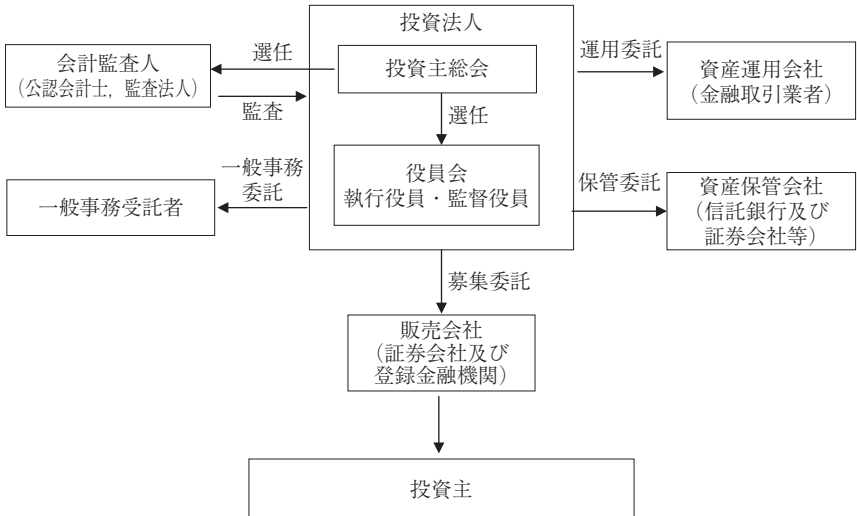 投資法人
会計監査人
(公認会計士，監査法人)
選任
監査
投資主総会
選任
役員会
執行役員・監督役員
運用委託
資産運用会社
(金融取引業者)
一般事務
委託
一般事務受託者
保管委託
資産保管会社
(信託銀行及び
証券会社等)
募集委託
販売会社
(証券会社及び
登録金融機関)
投資主